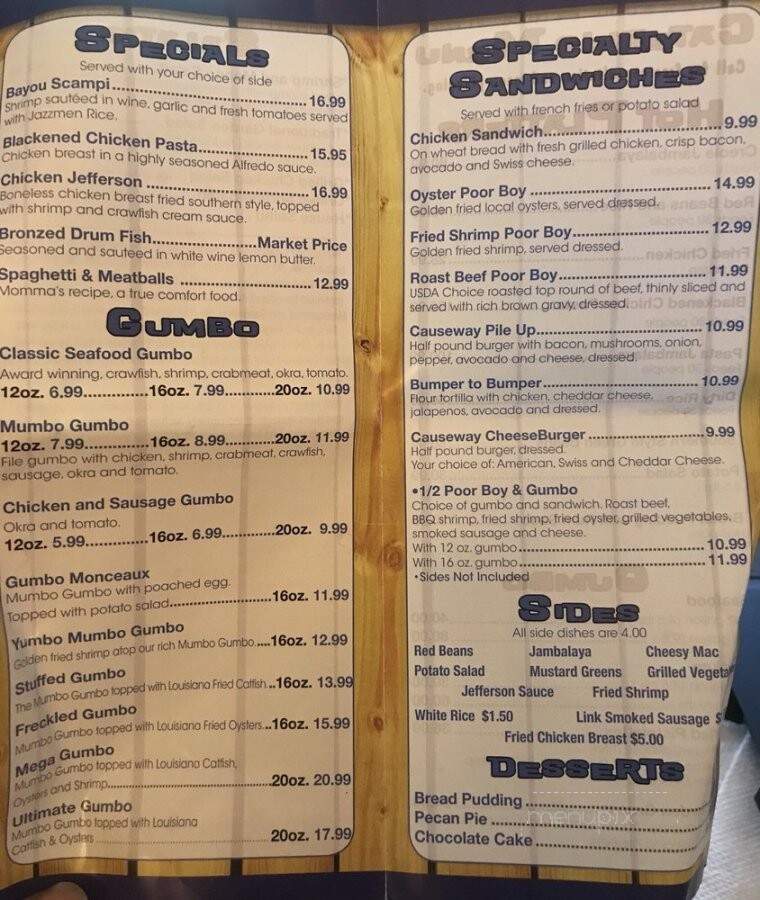 Specials
Served with your choice of side
Bayou Scampi.......................................... 16.99
Shrimp sautéed in wine, garlic and fresh tomatoes served
with Jazzmen Rice.
Blackened Chicken Pasta................... 15.95
Chicken breast in a highly seasoned Alfredo sauce.
Chicken Jefferson ................................. 16.99
Boneless chicken breast fried southern style, topped
with shrimp and crawfish cream sauce.
Bronzed Drum Fish.....................Market Price
Seasoned and sauteed in white wine lemon butter.
Spaghetti & Meatballs .......................... 12.99
Momma's recipe, a true comfort food.
Gumbo
Classic Seafood Gumbo
Award winning, crawfish, shrimp, crabmeat, okra, tomato.
12oz. 6.99.............16oz. 7.99..........20oz. 10.99
Mumbo Gumbo
12oz. 7.99.............16oz. 8.99..........20oz. 11.99
File gumbo with chicken, shrimp, crabmeat, crawfish,
sausage, okra and tomato.
Chicken and Sausage Gumbo
Okra and tomato.
12oz. 5.99.............16oz. 6.99..........20oz. 9.99
Gumbo Monceaux
Mumbo Gumbo with poached egg.
Topped with potato salad....................16oz. 11.99
Yumbo Mumbo Gumbo
Golden fried shrimp atop our rich Mumbo Gumbo....16oz. 12.99
Stuffed Gumbo
The Mumbo Gumbo topped with Louisiana Fried Catfish...16oz. 13.99
Freckled Gumbo
Mumbo Gumbo topped with Louisiana Fried Oysters...16oz. 15.99
Mega Gumbo
Mumbo Gumbo topped with Louisiana Catfish,
Oysters and Shrimp..............................20oz. 20.99
Ultimate Gumbo
Mumbo Gumbo topped with Louisiana
Catfish & Oysters..............................20oz. 17.99
Specialty
Sandwiches
Served with french fries or potato salad
Chicken Sandwich...............................9.99
On wheat bread with fresh grilled chicken, crisp bacon,
avocado and Swiss cheese.
Oyster Poor Boy ................................ 14.99
Golden fried local oysters, served dressed.
Fried Shrimp Poor Boy........................ 12.99
Golden fried shrimp, served dressed.
Roast Beef Poor Boy..........................11.99
USDA Choice roasted top round of beef, thinly sliced and
served with rich brown gravy, dressed.
Causeway Pile Up............................. 10.99
Half pound burger with bacon, mushrooms, onion,
pepper, avocado and cheese, dressed.
Bumper to Bumper............................ 10.99
Flour tortilla with chicken, cheddar cheese,
jalapenos, avocado and dressed.
Causeway CheeseBurger ....................9.99
Half pound burger, dressed.
Your choice of: American, Swiss and Cheddar Cheese.
•1/2 Poor Boy & Gumbo
Choice of gumbo and sandwich. Roast beef,
BBQ shrimp, fried shrimp, fried oyster, grilled vegetables,
smoked sausage and cheese.
With 12 oz. gumbo................................10.99
With 16 oz. gumbo................................11.99
•Sides Not Included
Sides
All side dishes are 4.00
Red Beans Jambalaya Cheesy Mac
Potato Salad Mustard Greens Grilled
Jefferson Sauce Fried Shrimp
White Rice $1.50 Link Smoked Sausage
Fried Chicken Breast $5.00
Desserts
Bread Pudding ................................
Pecan Pie ................................
menupix
Chocolate Cake ................................